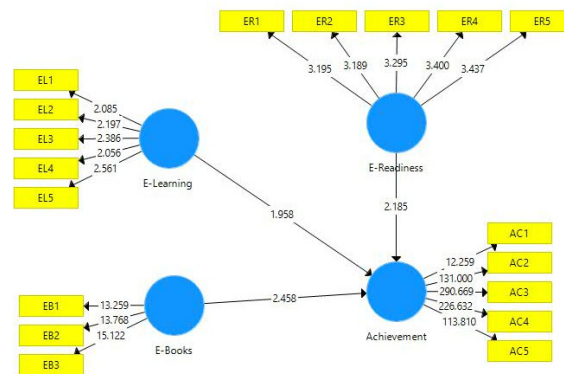 ER1
ER2
ER3
ER4
ER5
3.195
3.189
3.295
3.400
3.437
E-Readiness
EL1
EL2
EL3
EL4
EL5
2.085
2.197
2.386
2.056
2.561
E-Learning
1.958
2.185
EB1
EB2
EB3
13.259
13.768
15.122
E-Books
2.458
Achievement
12.259
131.000
290.669
226.632
113.810
AC1
AC2
AC3
AC4
AC5